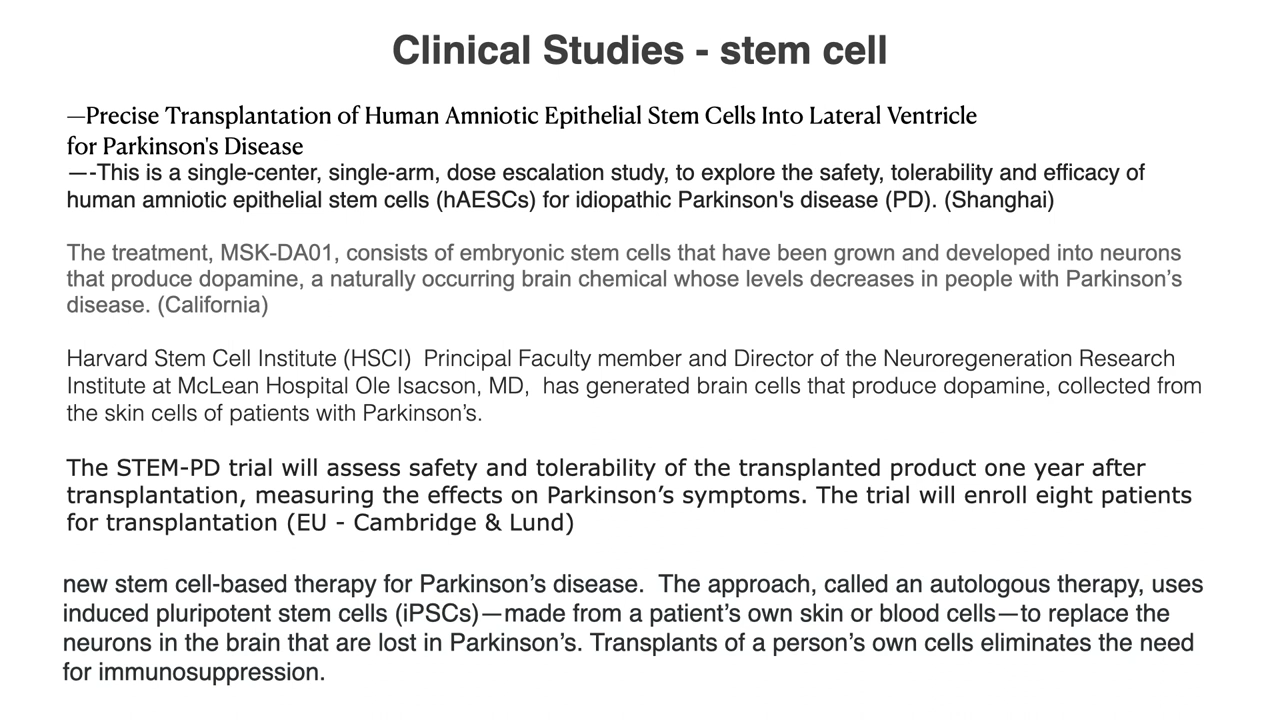 Clinical Studies - stem cell
—Precise Transplantation of Human Amniotic Epithelial Stem Cells Into Lateral Ventricle
for Parkinson's Disease
—-This is a single-center, single-arm, dose escalation study, to explore the safety, tolerability and efficacy of
human amniotic epithelial stem cells (hAESCs) for idiopathic Parkinson's disease (PD). (Shanghai)
The treatment, MSK-DA01, consists of embryonic stem cells that have been grown and developed into neurons
that produce dopamine, a naturally occurring brain chemical whose levels decreases in people with Parkinson’s
disease. (California)
Harvard Stem Cell Institute (HSCI)  Principal Faculty member and Director of the Neuroregeneration Research
Institute at McLean Hospital Ole Isacson, MD,  has generated brain cells that produce dopamine, collected from
the skin cells of patients with Parkinson’s.
The STEM-PD trial will assess safety and tolerability of the transplanted product one year after
transplantation, measuring the effects on Parkinson’s symptoms. The trial will enroll eight patients
for transplantation (EU - Cambridge & Lund)
new stem cell-based therapy for Parkinson’s disease.  The approach, called an autologous therapy, uses
induced pluripotent stem cells (iPSCs)—made from a patient’s own skin or blood cells—to replace the
neurons in the brain that are lost in Parkinson’s. Transplants of a person’s own cells eliminates the need
for immunosuppression.